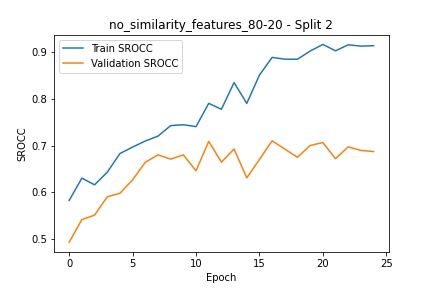 no_similarity_features_80-20 - Split 2
Train SROCC
Validation SROCC
SROCC
0.9
0.8
0.7
0.6
0.5
0 5 10 15 20 25
Epoch